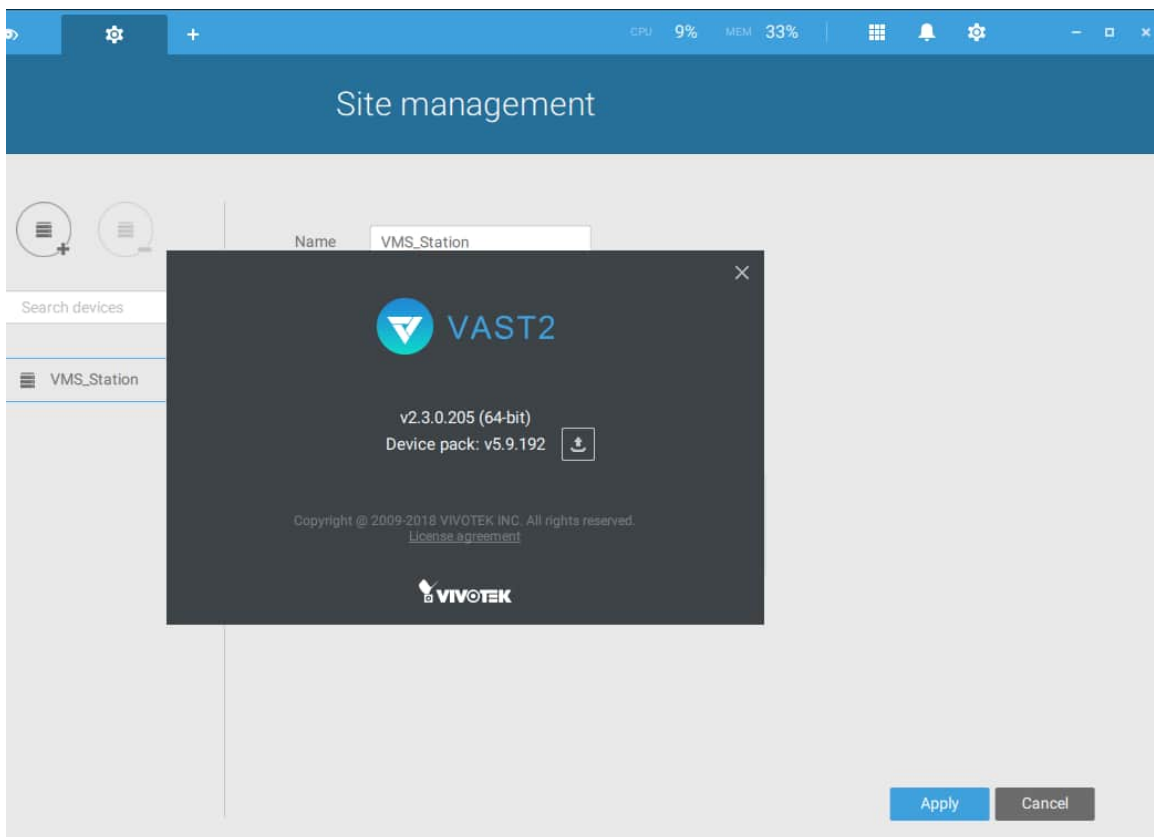 CPU 9% MEM 33%
Site management
Name VMS_Station
Search devices
VMS_Station
VAST2
v2.3.0.205 (64-bit)
Device pack: v5.9.192
Copyright @ 2009-2018 VIVOTEK INC. All rights reserved.
License agreement
VIVOTEK
Apply Cancel